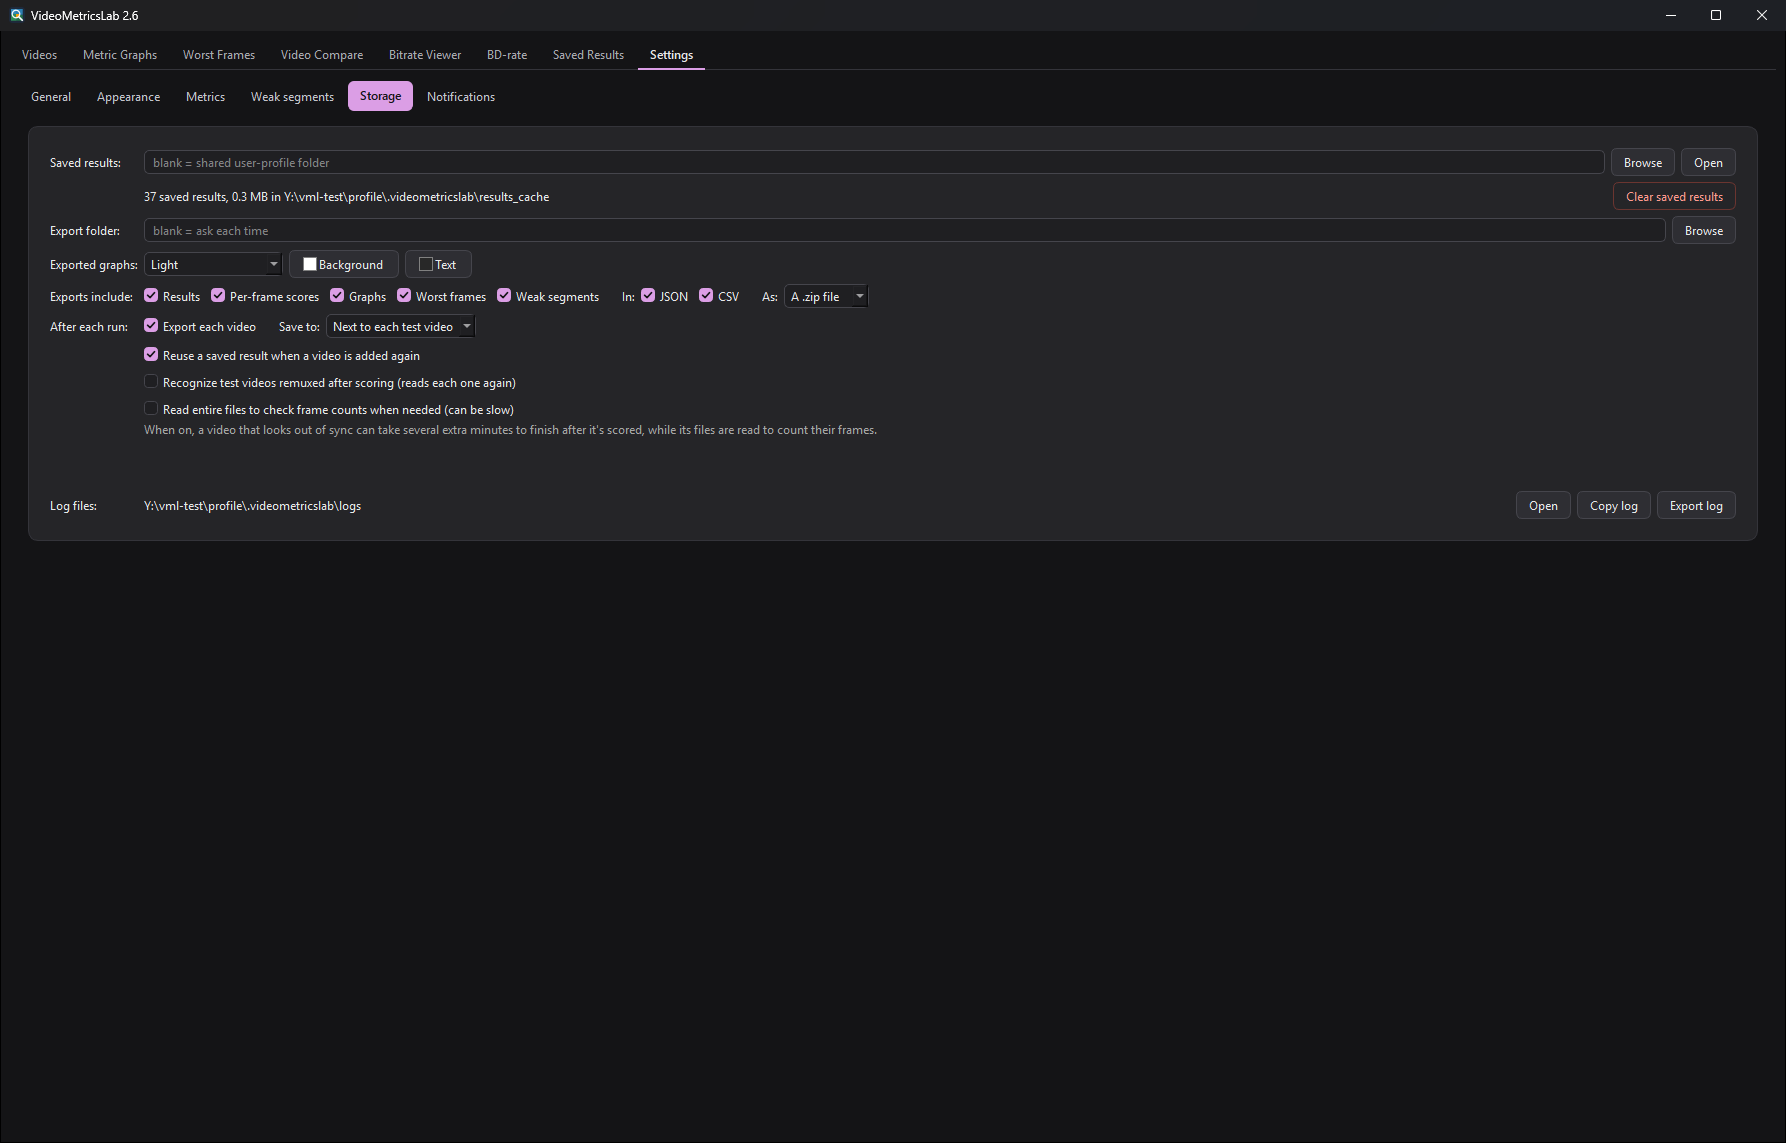 VideoMetricsLab 2.6
Videos Metric Graphs Worst Frames Video Compare Bitrate Viewer BD-rate Saved Results Settings
General Appearance Metrics Weak segments Storage Notifications
Saved results: blank = shared user-profile folder Browse Open
37 saved results, 0.3 MB in Y:\vml-test\profile\.videometricslab\results_cache Clear saved results
Export folder: blank = ask each time Browse
Exported graphs: Light Background Text
Exports include: Results Per-frame scores Graphs Worst frames Weak segments In: JSON CSV As: A .zip file
After each run: Export each video Save to: Next to each test video
Reuse a saved result when a video is added again
Recognize test videos remuxed after scoring (reads each one again)
Read entire files to check frame counts when needed (can be slow)
When on, a video that looks out of sync can take several extra minutes to finish after it's scored, while its files are read to count their frames.
Log files: Y:\vml-test\profile\.videometricslab\logs Open Copy log Export log